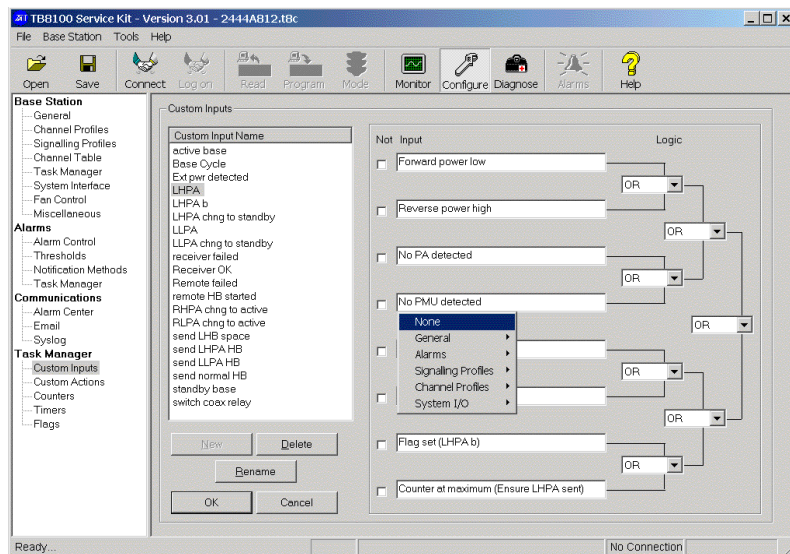 TB8100 Service Kit - Version 3.01 - 2444A812.t8c
File Base Station Tools Help
Open Save Connect Log on Read Program Mode Monitor Configure Diagnose Alarms Help
Base Station
General
Channel Profiles
Signalling Profiles
Channel Table
Task Manager
System Interface
Fan Control
Miscellaneous
Alarms
Alarm Control
Thresholds
Notification Methods
Task Manager
Communications
Alarm Center
Email
Syslog
Task Manager
Custom Inputs
Custom Actions
Counters
Timers
Flags
Custom Inputs
Custom Input Name
active base
Base Cycle
Ext pwr detected
LHPA
LHPA b
LHPA chng to standby
LLPA
LLPA chng to standby
receiver failed
Receiver OK
Remote failed
remote HB started
RHPA chng to active
RLPA chng to active
send LHB space
send LHPA HB
send LLPA HB
send normal HB
standby base
switch coax relay
New Delete
Rename
OK Cancel
Not Input Logic
Forward power low
OR
Reverse power high
OR
No PA detected
OR
No PMU detected
OR
None
General
Alarms
Signalling Profiles
Channel Profiles
System I/O
OR
OR
Flag set (LHPA b)
OR
Counter at maximum (Ensure LHPA sent)
Ready... No Connection